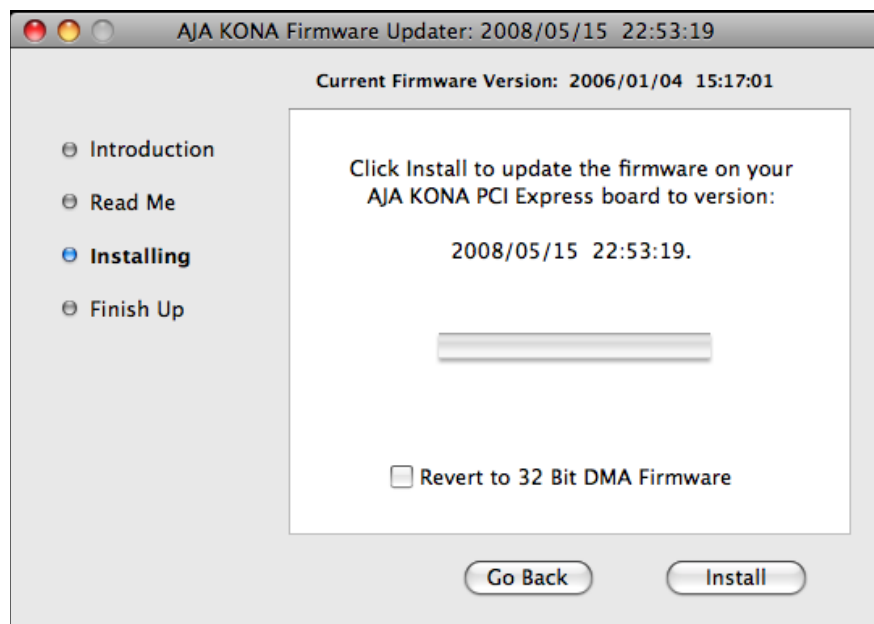 AJA KONA Firmware Updater: 2008/05/15 22:53:19
Current Firmware Version: 2006/01/04 15:17:01
Introduction
Read Me
Installing
Finish Up
Click Install to update the firmware on your
AJA KONA PCI Express board to version:
2008/05/15 22:53:19.
Revert to 32 Bit DMA Firmware
Go Back
Install